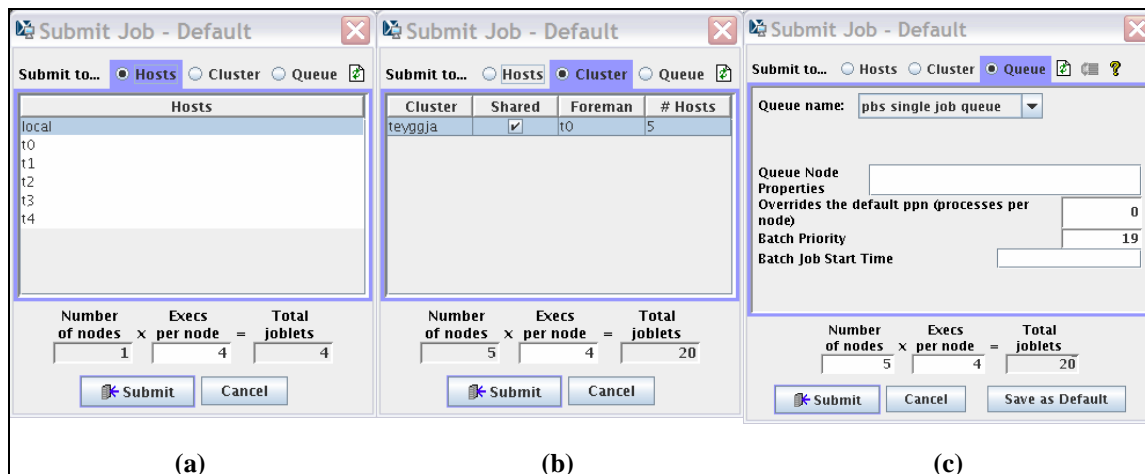 Submit Job - Default
Submit to... Hosts Cluster Queue
Hosts
local
t0
t1
t2
t3
t4
Number of nodes x Execs per node = Total joblets
1 4 4
Submit Cancel
(a)
Submit Job - Default
Submit to... Hosts Cluster Queue
Cluster Shared Foreman # Hosts
teyggja t0 5
Number of nodes x Execs per node = Total joblets
5 4 20
Submit Cancel
(b)
Submit Job - Default
Submit to... Hosts Cluster Queue
Queue name: pbs single job queue
Queue Node
Properties
Overrides the default ppn (processes per
node) 0
Batch Priority 19
Batch Job Start Time
Number of nodes x Execs per node = Total joblets
5 4 20
Submit Cancel Save as Default
(c)